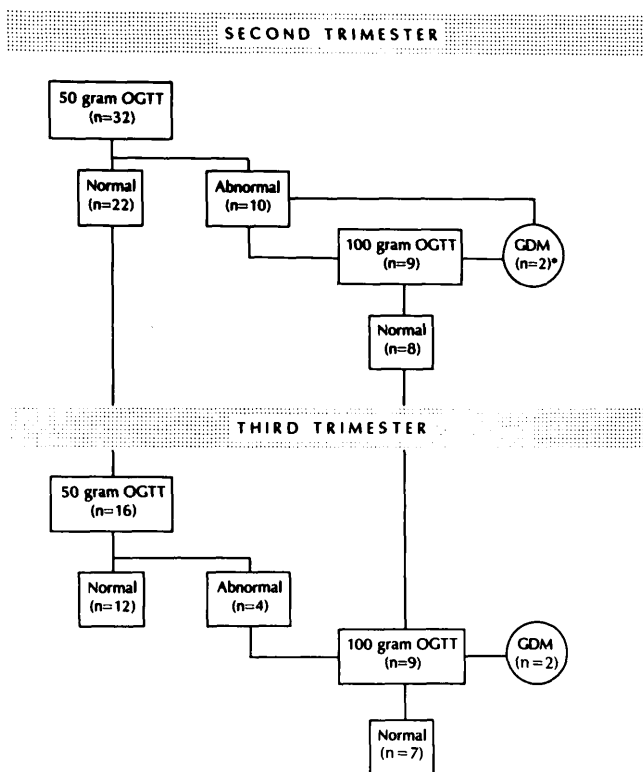 SECOND TRIMESTER
50 gram OGTT
(n=32)
Normal
(n=22)
Abnormal
(n=10)
100 gram OGTT
(n=9)
GDM
(n=2)*
Normal
(n=8)
THIRD TRIMESTER
50 gram OGTT
(n=16)
Normal
(n=12)
Abnormal
(n=4)
100 gram OGTT
(n=9)
GDM
(n=2)
Normal
(n=7)